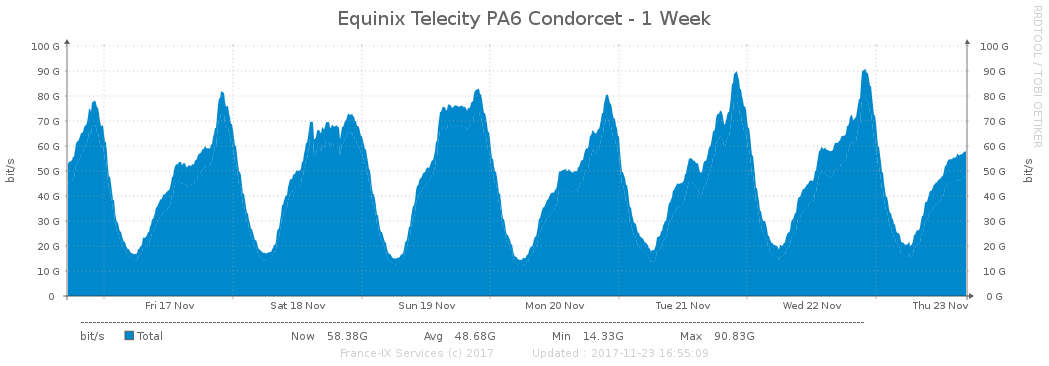 Equinix Telecity PA6 Condorcet - 1 Week
RRDTOOL / TOBI OETIKER
100 G 100 G
90 G 90 G
80 G 80 G
70 G 70 G
60 G 60 G
50 G 50 G
40 G 40 G
30 G 30 G
20 G 20 G
10 G 10 G
0 0 G
bit/s
bit/s
Fri 17 Nov Sat 18 Nov Sun 19 Nov Mon 20 Nov Tue 21 Nov Wed 22 Nov Thu 23 Nov
bit/s Total Now 58.38G Avg 48.68G Min 14.33G Max 90.83G
France-IX Services (c) 2017 Updated : 2017-11-23 16:55:09